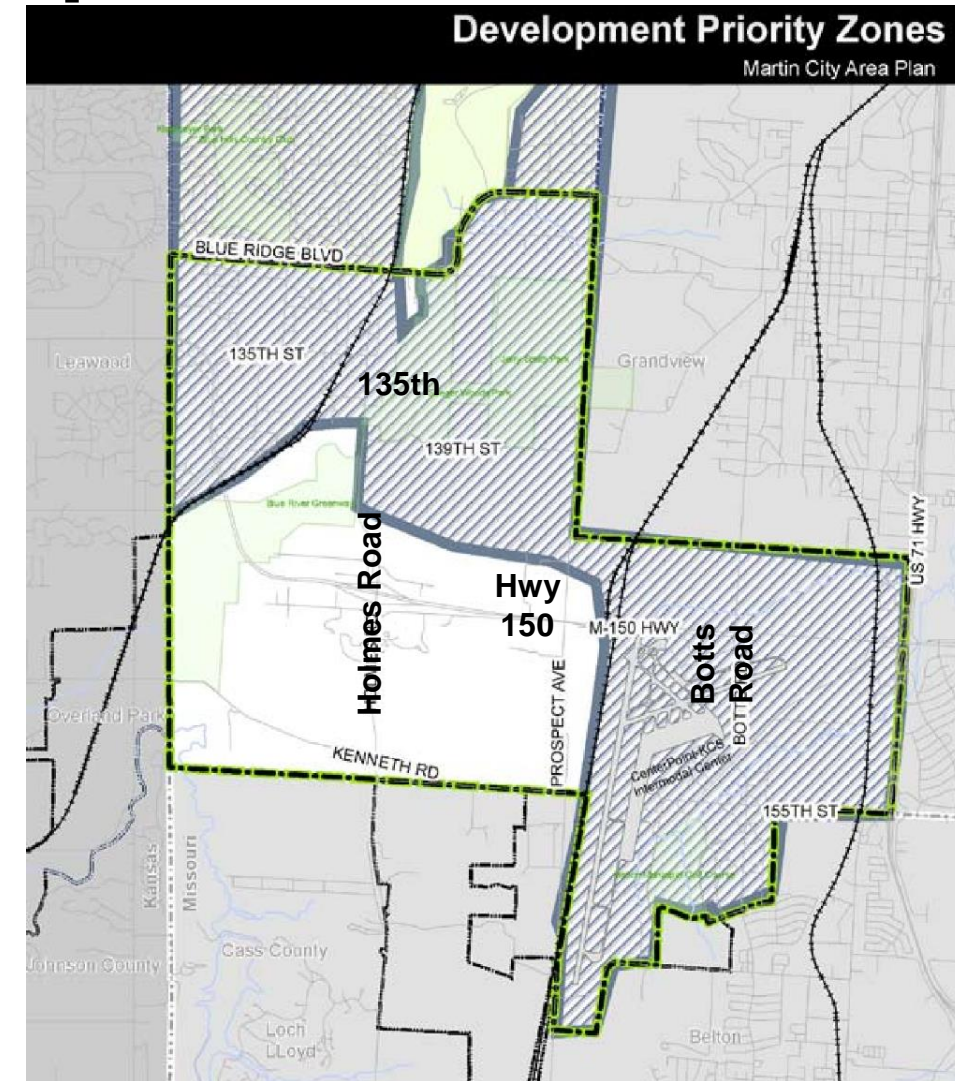 Development Priority Zones
Martin City Area Plan
BLUE RIDGE BLVD
135TH ST
Leawood
Grandview
135th
139TH ST
Blue River Greenway
US 71 HWY
Holmes Road
Hwy
150
M-150 HWY
Botts
Road
PROSPECT AVE
Overland Park
KENNETH RD
CenterPoint-KCS
Intermodal Center
155TH ST
Kansas
Missouri
Cass County
Johnson County
Loch
LLoyd
Belton